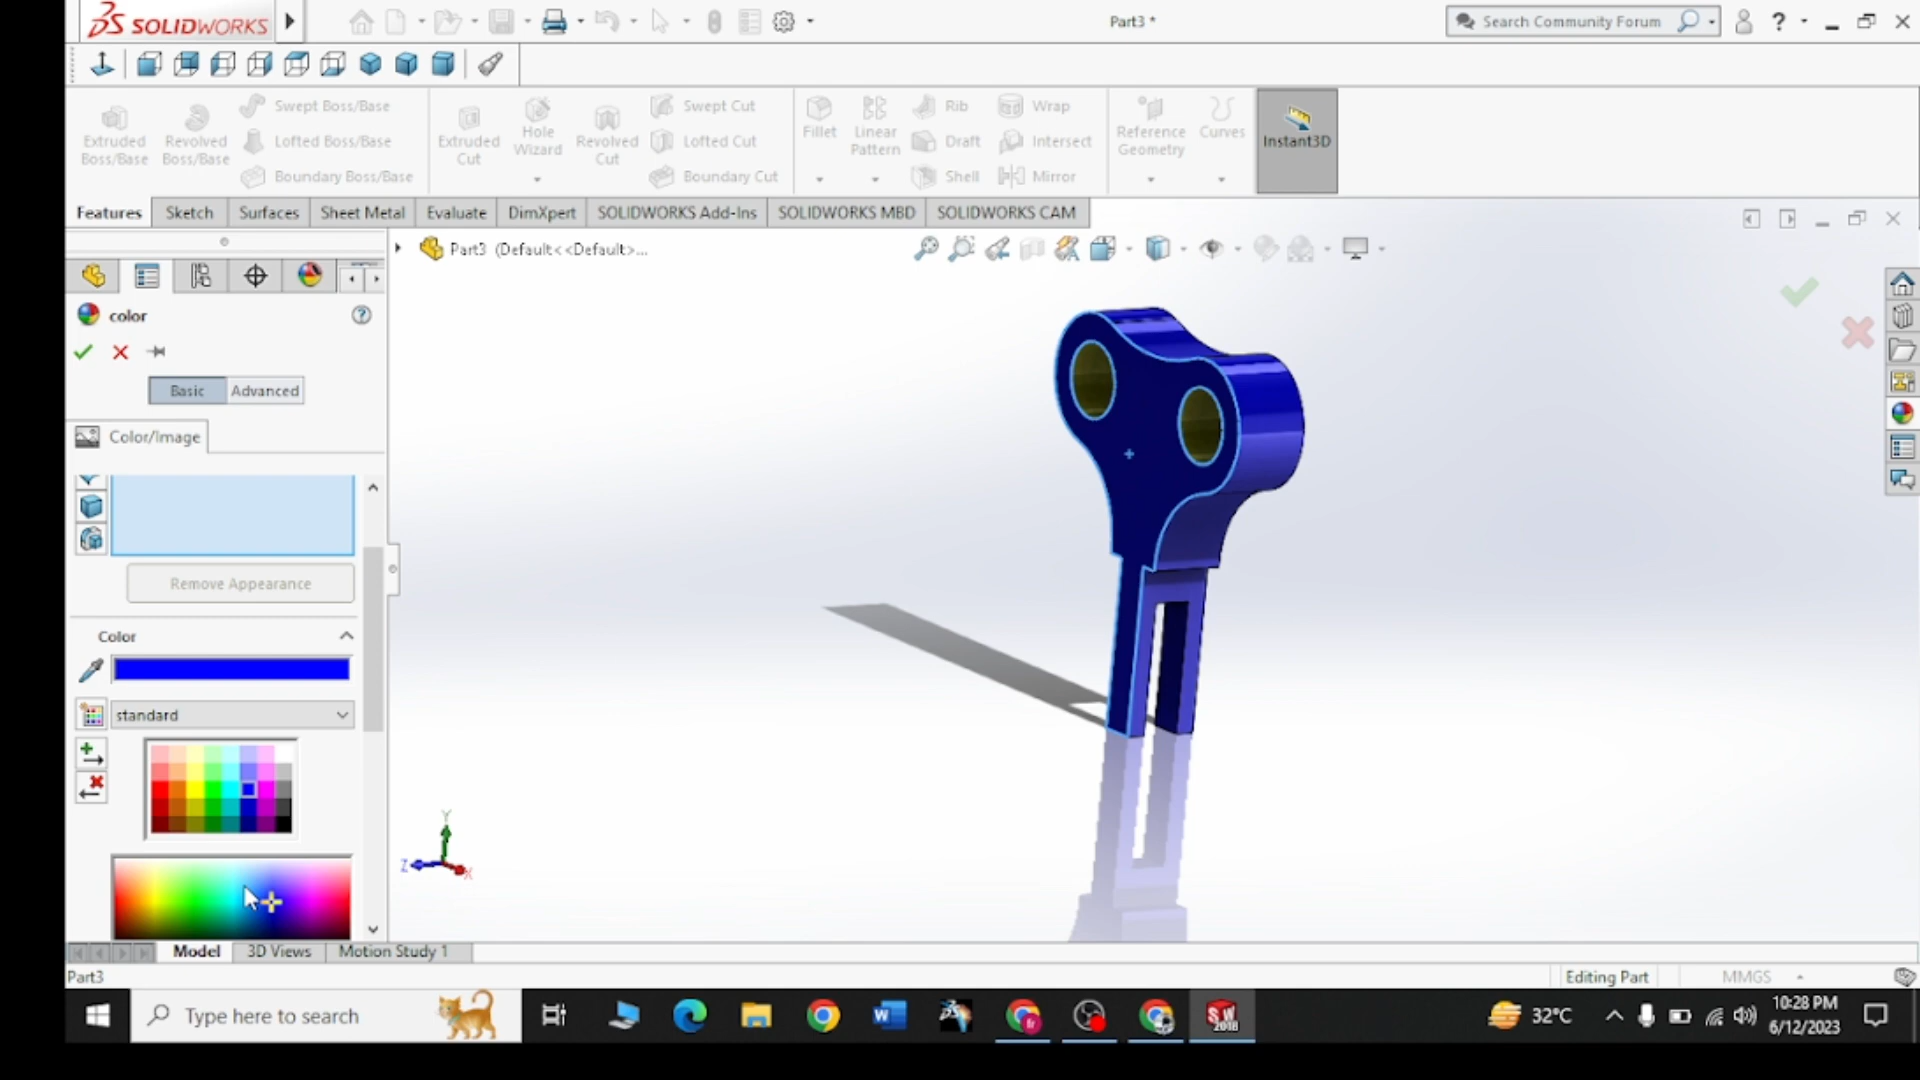 SOLIDWORKS
Part3 *
Search Community Forum
?
Extruded Boss/Base
Revolved Boss/Base
Swept Boss/Base
Lofted Boss/Base
Boundary Boss/Base
Extruded Cut
Hole Wizard
Revolved Cut
Swept Cut
Lofted Cut
Boundary Cut
Fillet
Linear Pattern
Rib
Draft
Shell
Wrap
Intersect
Mirror
Reference Geometry
Curves
Instant3D
Features
Sketch
Surfaces
Sheet Metal
Evaluate
DimXpert
SOLIDWORKS Add-Ins
SOLIDWORKS MBD
SOLIDWORKS CAM
Part3 (Default<<Default>...
color
?
Basic
Advanced
Color/Image
Remove Appearance
Color
standard
Y
Z
X
Model
3D Views
Motion Study 1
Part3
Editing Part
MMGS
Type here to search
32°C
10:28 PM
6/12/2023
W
fr
SW
2018